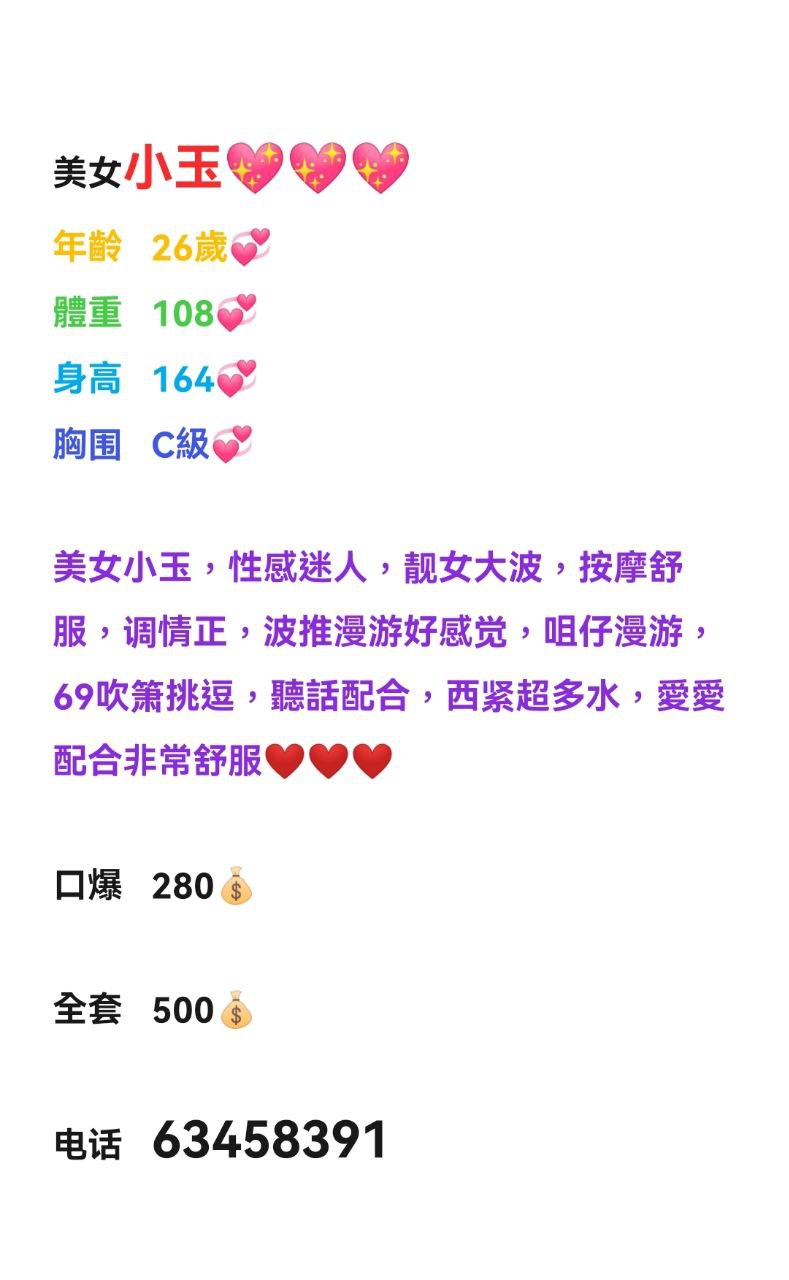 美女小玉💖💖💖
年齡 26歲💞
體重 108💞
身高 164💞
胸围 C級💞
美女小玉，性感迷人，靓女大波，按摩舒
服，调情正，波推漫游好感觉，咀仔漫游，
69吹箫挑逗，聽話配合，西紧超多水，愛愛
配合非常舒服❤️❤️❤️
口爆 280💰
全套 500💰
电话 63458391